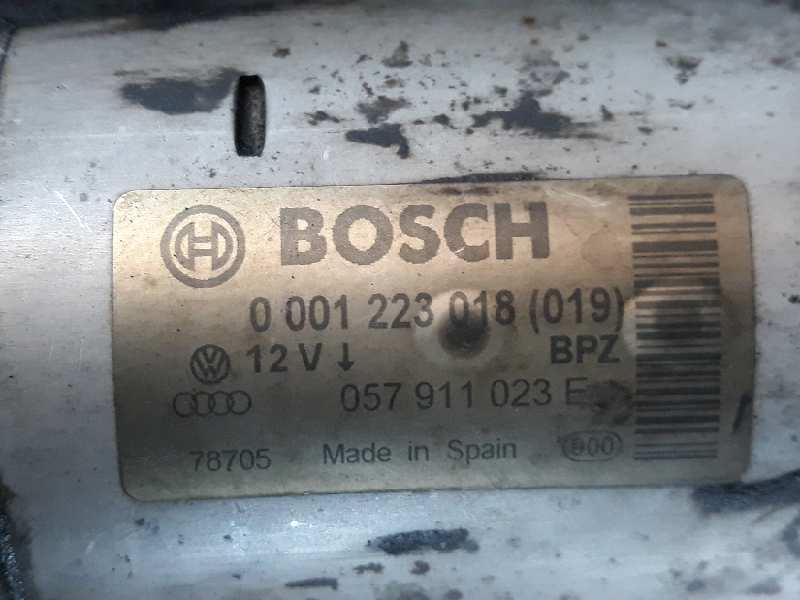 BOSCH
0 001 223 018 (019)
12 V ↓ BPZ
057 911 023 E
78705 Made in Spain